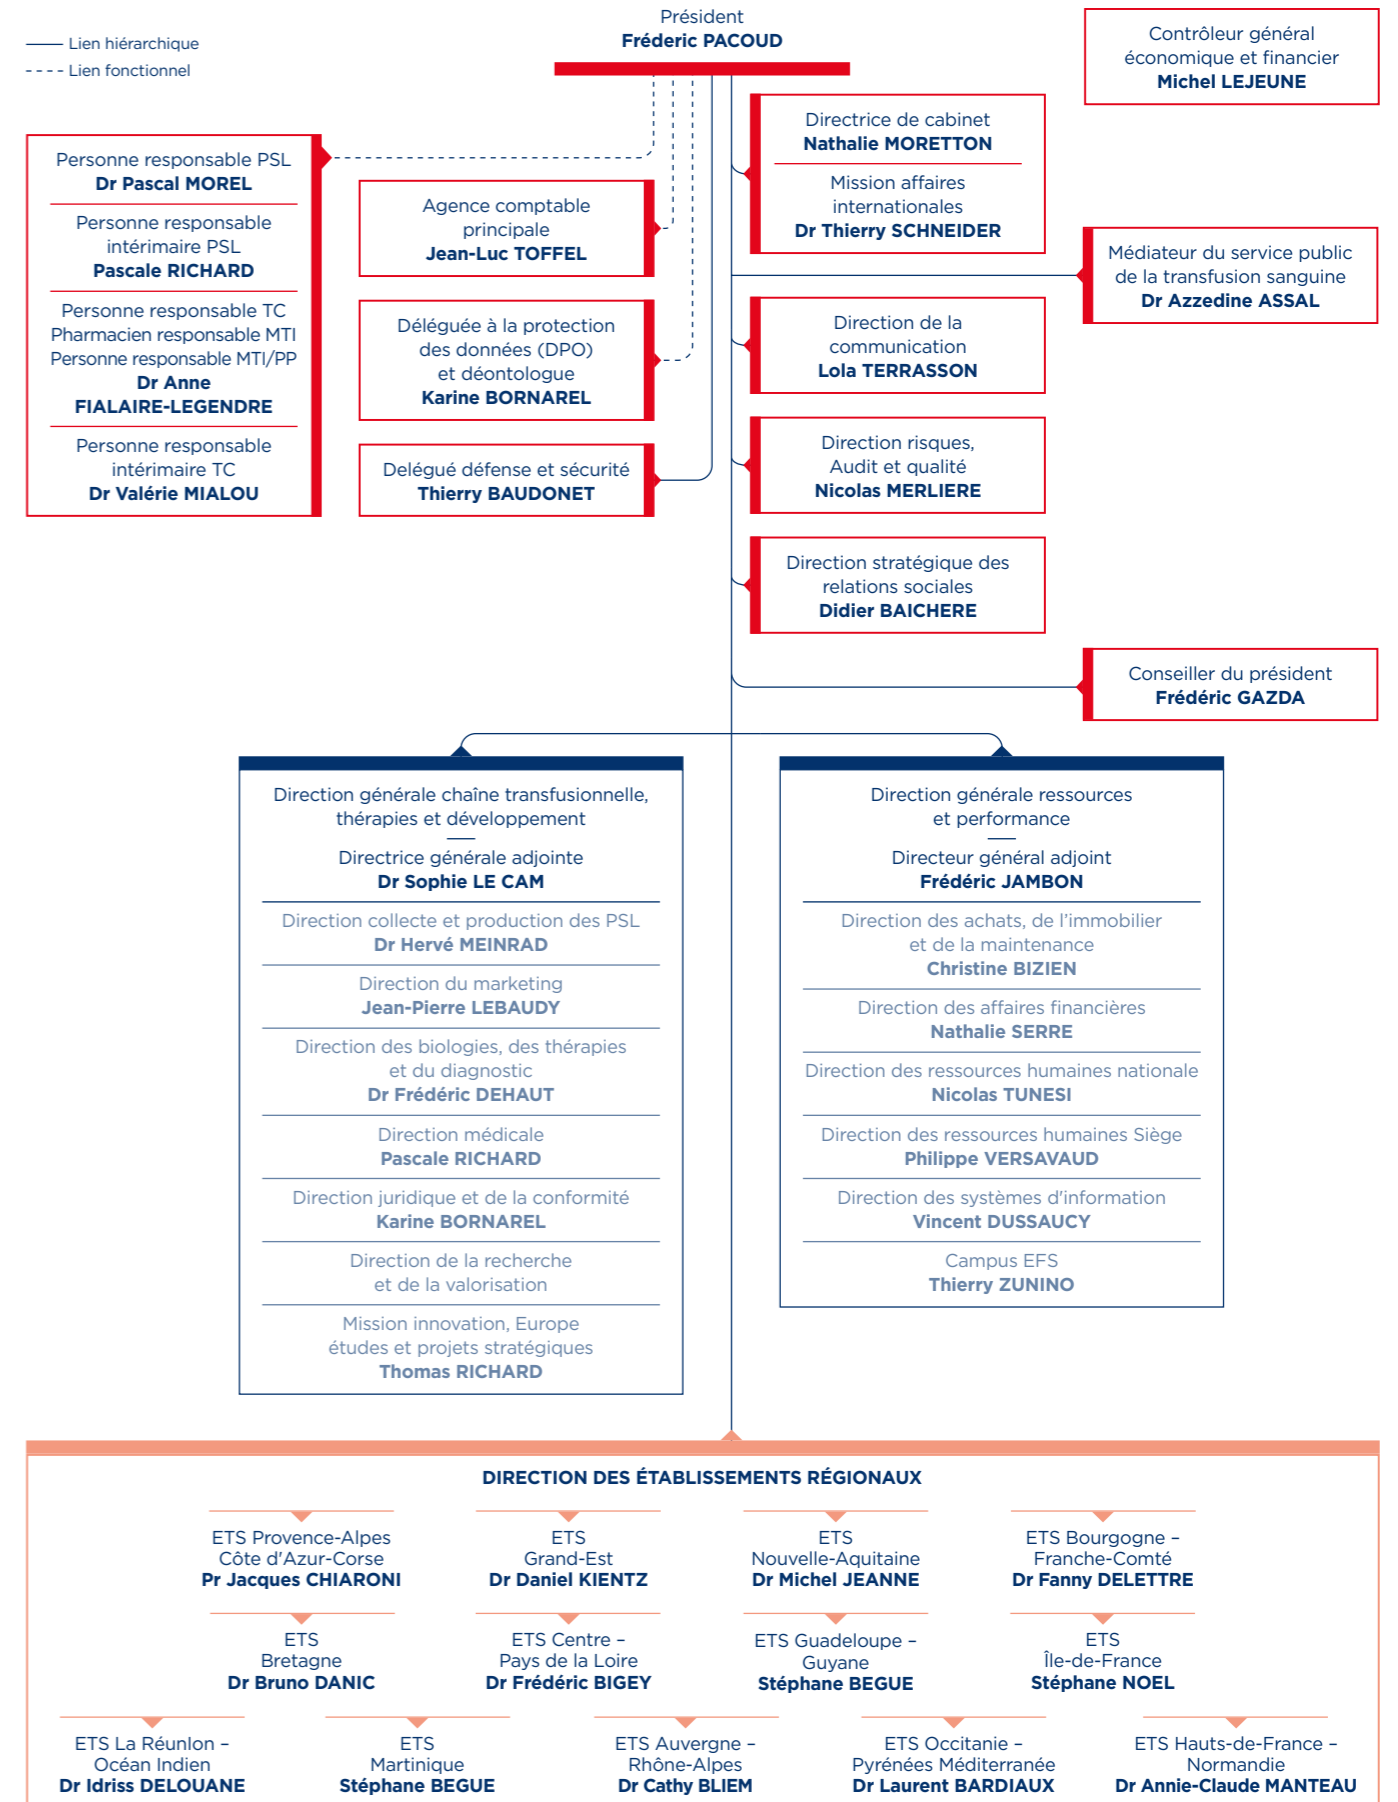 Président
Fréderic PACOUD
Lien hiérarchique
Lien fonctionnel
Contrôleur général
économique et financier
Michel LEJEUNE
Personne responsable PSL
Dr Pascal MOREL
Personne responsable
intérimaire PSL
Pascale RICHARD
Personne responsable TC
Pharmacien responsable MTI
Personne responsable MTI/PP
Dr Anne
FIALAIRE-LEGENDRE
Personne responsable
intérimaire TC
Dr Valérie MIALOU
Agence comptable
principale
Jean-Luc TOFFEL
Déléguée à la protection
des données (DPO)
et déontologue
Karine BORNAREL
Delégué défense et sécurité
Thierry BAUDONET
Directrice de cabinet
Nathalie MORETTON
Mission affaires
internationales
Dr Thierry SCHNEIDER
Médiateur du service public
de la transfusion sanguine
Dr Azzedine ASSAL
Direction de la
communication
Lola TERRASSON
Direction risques,
Audit et qualité
Nicolas MERLIERE
Direction stratégique des
relations sociales
Didier BAICHERE
Conseiller du président
Frédéric GAZDA
Direction générale chaîne transfusionnelle,
thérapies et développement
Directrice générale adjointe
Dr Sophie LE CAM
Direction collecte et production des PSL
Dr Hervé MEINRAD
Direction du marketing
Jean-Pierre LEBAUDY
Direction des biologies, des thérapies
et du diagnostic
Dr Frédéric DEHAUT
Direction médicale
Pascale RICHARD
Direction juridique et de la conformité
Karine BORNAREL
Direction de la recherche
et de la valorisation
Mission innovation, Europe
études et projets stratégiques
Thomas RICHARD
Direction générale ressources
et performance
Directeur général adjoint
Frédéric JAMBON
Direction des achats, de l'immobilier
et de la maintenance
Christine BIZIEN
Direction des affaires financières
Nathalie SERRE
Direction des ressources humaines nationale
Nicolas TUNESI
Direction des ressources humaines Siège
Philippe VERSAVAUD
Direction des systèmes d'information
Vincent DUSSAUCY
Campus EFS
Thierry ZUNINO
DIRECTION DES ÉTABLISSEMENTS RÉGIONAUX
ETS Provence-Alpes
Côte d'Azur-Corse
Pr Jacques CHIARONI
ETS
Grand-Est
Dr Daniel KIENTZ
ETS
Nouvelle-Aquitaine
Dr Michel JEANNE
ETS Bourgogne –
Franche-Comté
Dr Fanny DELETTRE
ETS
Bretagne
Dr Bruno DANIC
ETS Centre –
Pays de la Loire
Dr Frédéric BIGEY
ETS Guadeloupe –
Guyane
Stéphane BEGUE
ETS
Île-de-France
Stéphane NOEL
ETS La Réunion –
Océan Indien
Dr Idriss DELOUANE
ETS
Martinique
Stéphane BEGUE
ETS Auvergne –
Rhône-Alpes
Dr Cathy BLIEM
ETS Occitanie –
Pyrénées Méditerranée
Dr Laurent BARDIAUX
ETS Hauts-de-France –
Normandie
Dr Annie-Claude MANTEAU